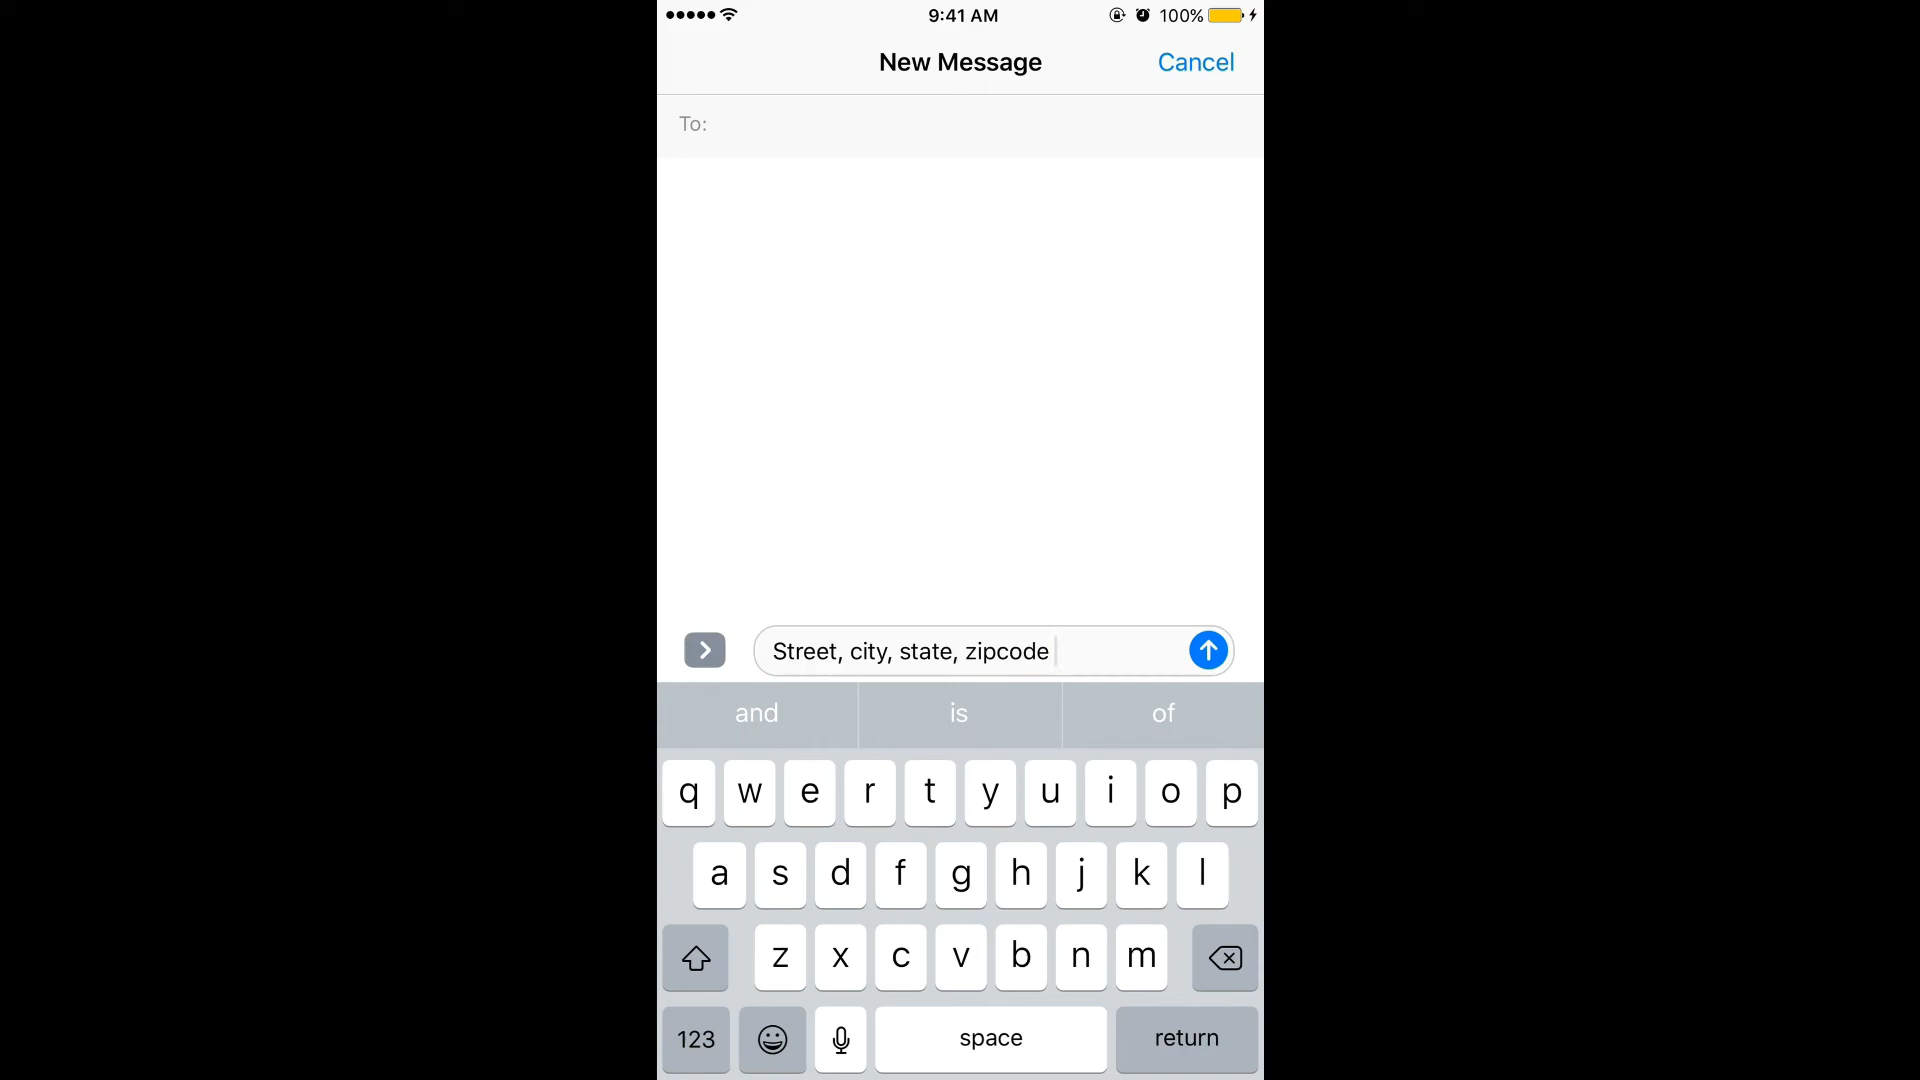 9:41 AM 100%
New Message Cancel
To:
Street, city, state, zipcode
and is of
q w e r t y u i o p
a s d f g h j k l
z x c v b n m
123 space return